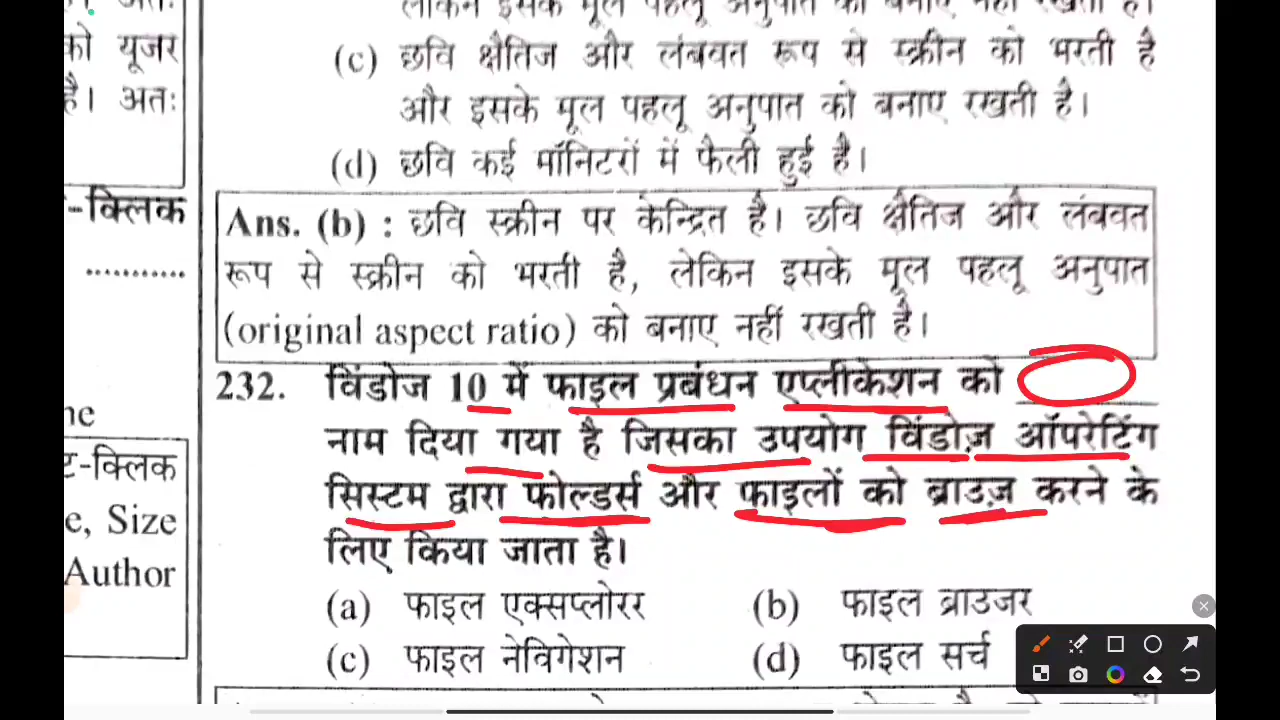 है। अतः
लेकिन इसके मूल पहलू अनुपात को बनाए नहीं रखती है।
को यूजर
(c) छवि क्षैतिज और लंबवत रूप से स्क्रीन को भरती है
है। अतः
और इसके मूल पहलू अनुपात को बनाए रखती है।
(d) छवि कई मॉनिटरों में फैली हुई है।
-क्लिक
Ans. (b) : छवि स्क्रीन पर केन्द्रित है। छवि क्षैतिज और लंबवत
रूप से स्क्रीन को भरती है, लेकिन इसके मूल पहलू अनुपात
...........
(original aspect ratio) को बनाए नहीं रखती है।
232. विंडोज 10 में फाइल प्रबंधन एप्लीकेशन को ________
नाम दिया गया है जिसका उपयोग विंडोज़ ऑपरेटिंग
सिस्टम द्वारा फोल्डर्स और फाइलों को ब्राउज़ करने के
लिए किया जाता है।
-क्लिक
e, Size
Author
(a) फाइल एक्सप्लोरर (b) फाइल ब्राउजर
(c) फाइल नेविगेशन (d) फाइल सर्च